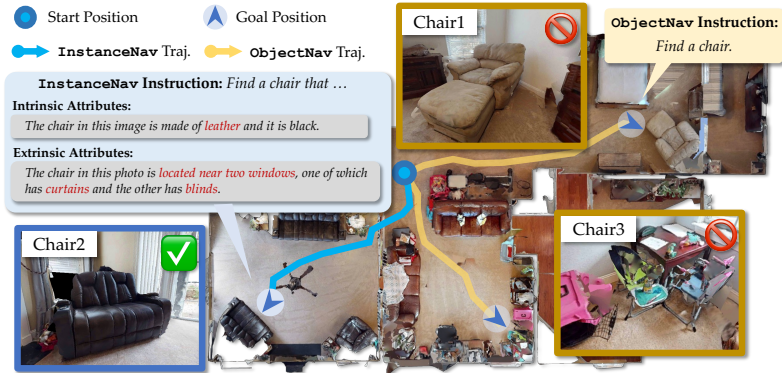 Start Position
Goal Position
InstanceNav Traj.
ObjectNav Traj.
InstanceNav Instruction: Find a chair that …
Intrinsic Attributes:
The chair in this image is made of leather and it is black.
Extrinsic Attributes:
The chair in this photo is located near two windows, one of which
has curtains and the other has blinds.
Chair1
ObjectNav Instruction:
Find a chair.
Chair2
Chair3